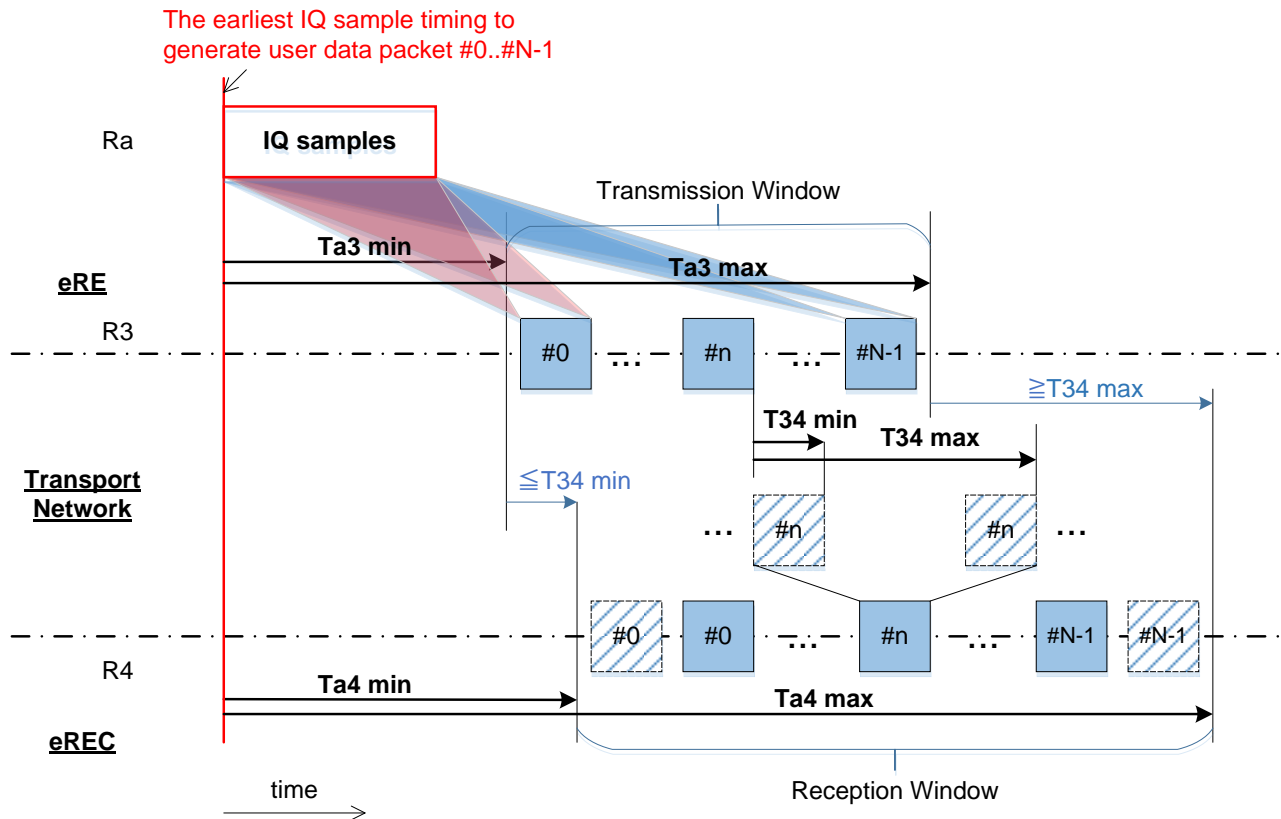 The earliest IQ sample timing to
generate user data packet #0..#N-1
Ra
IQ samples
Transmission Window
Ta3 min
Ta3 max
eRE
R3
#0
...
#n
...
#N-1
≧T34 max
T34 min
T34 max
≦T34 min
Transport
Network
...
#n
#n
...
#0
#0
...
#n
...
#N-1
#N-1
R4
Ta4 min
Ta4 max
eREC
Reception Window
time